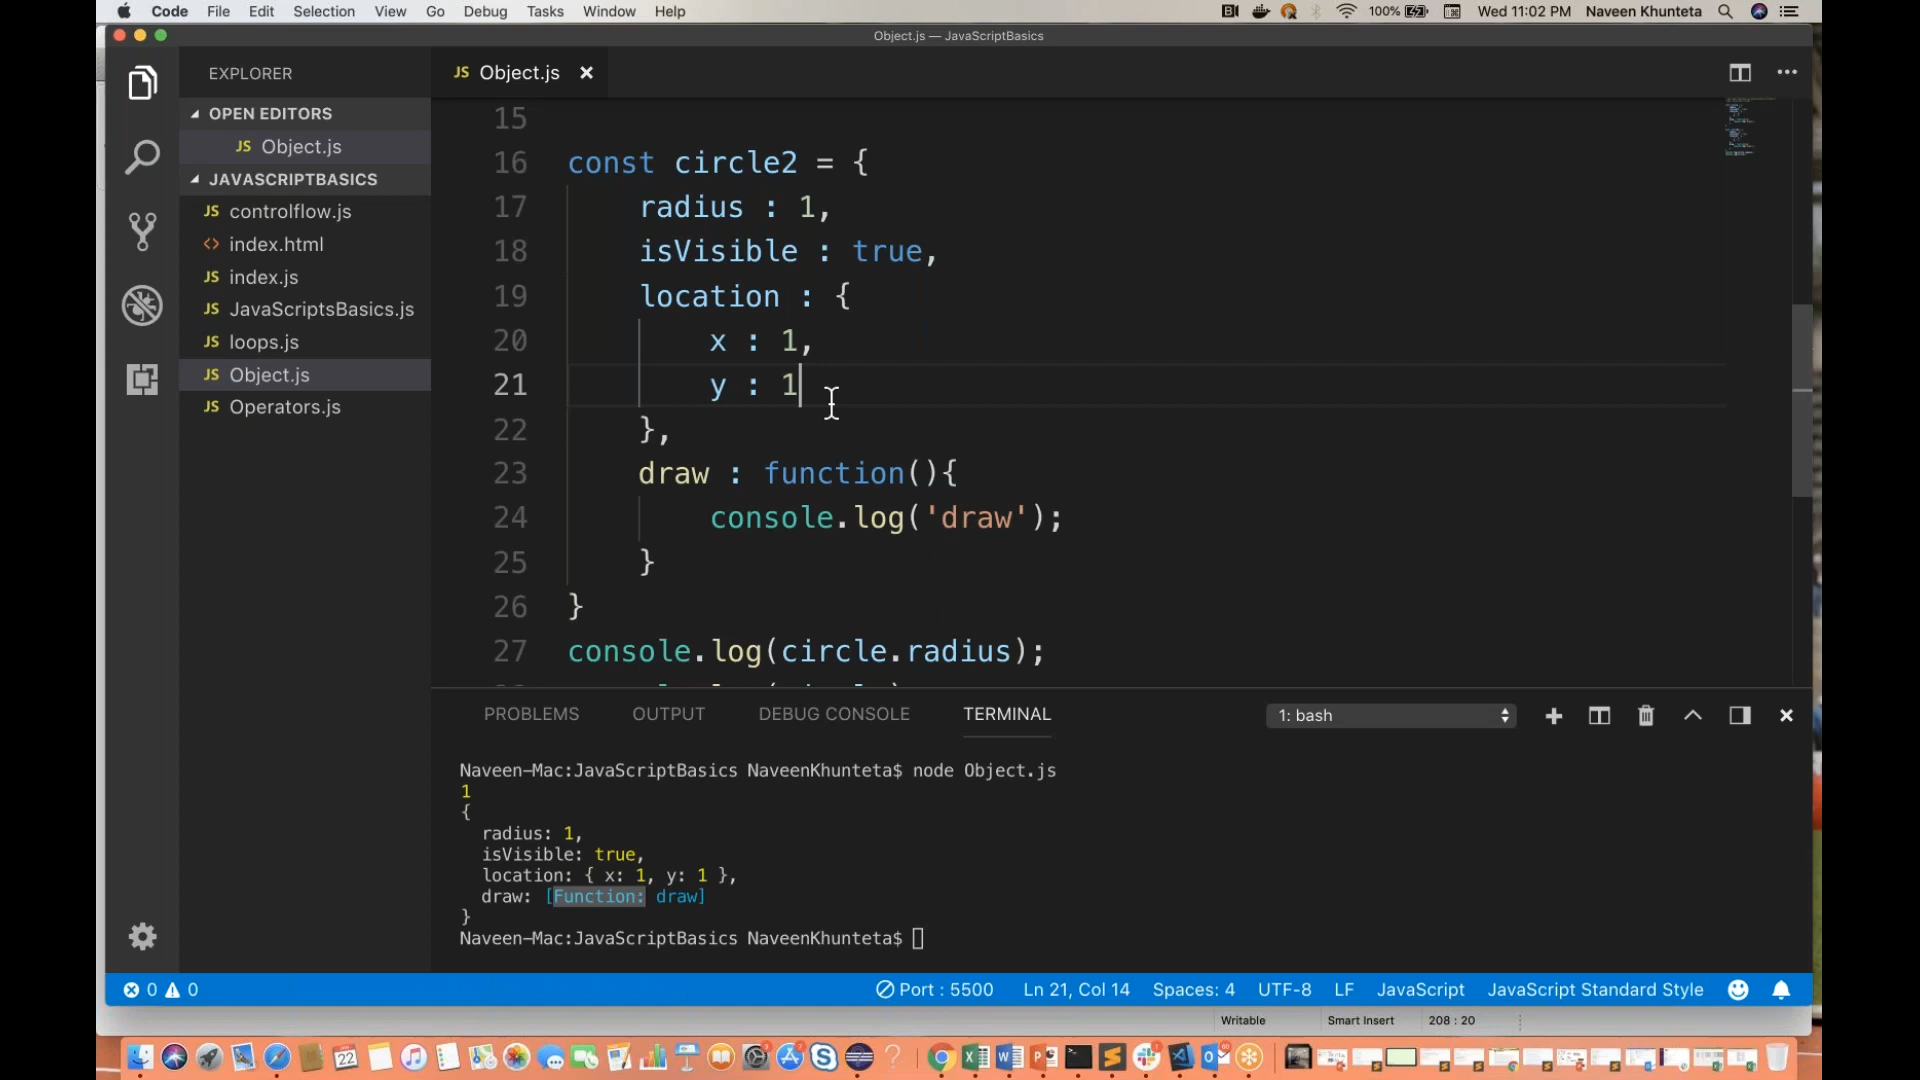 Code File Edit Selection View Go Debug Tasks Window Help 100% Wed 11:02 PM Naveen Khunteta
Object.js — JavaScriptBasics
EXPLORER
OPEN EDITORS
JS Object.js
JAVASCRIPTBASICS
JS controlflow.js
<> index.html
JS index.js
JS JavaScriptsBasics.js
JS loops.js
JS Object.js
JS Operators.js
JS Object.js
15
16 const circle2 = {
17 radius : 1,
18 isVisible : true,
19 location : {
20 x : 1,
21 y : 1
22 },
23 draw : function(){
24 console.log('draw');
25 }
26 }
27 console.log(circle.radius);
PROBLEMS OUTPUT DEBUG CONSOLE TERMINAL 1: bash
Naveen-Mac:JavaScriptBasics NaveenKhunteta$ node Object.js
1
{
radius: 1,
isVisible: true,
location: { x: 1, y: 1 },
draw: [Function: draw]
}
Naveen-Mac:JavaScriptBasics NaveenKhunteta$
0 0 Port : 5500 Ln 21, Col 14 Spaces: 4 UTF-8 LF JavaScript JavaScript Standard Style
Writable Smart Insert 208 : 20
22